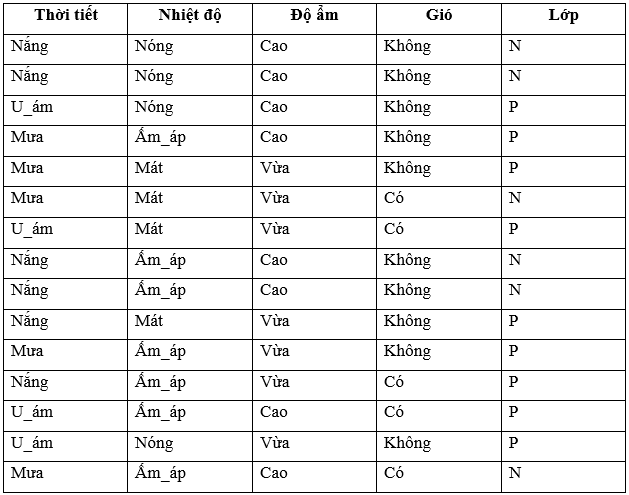 Thời tiết Nhiệt độ Độ ẩm Gió Lớp
Nắng Nóng Cao Không N
Nắng Nóng Cao Không N
U_ám Nóng Cao Không P
Mưa Ấm_áp Cao Không P
Mưa Mát Vừa Không P
Mưa Mát Vừa Có N
U_ám Mát Vừa Có P
Nắng Ấm_áp Cao Không N
Nắng Ấm_áp Cao Không N
Nắng Mát Vừa Không P
Mưa Ấm_áp Vừa Không P
Nắng Ấm_áp Vừa Có P
U_ám Ấm_áp Cao Có P
U_ám Nóng Vừa Không P
Mưa Ấm_áp Cao Có N